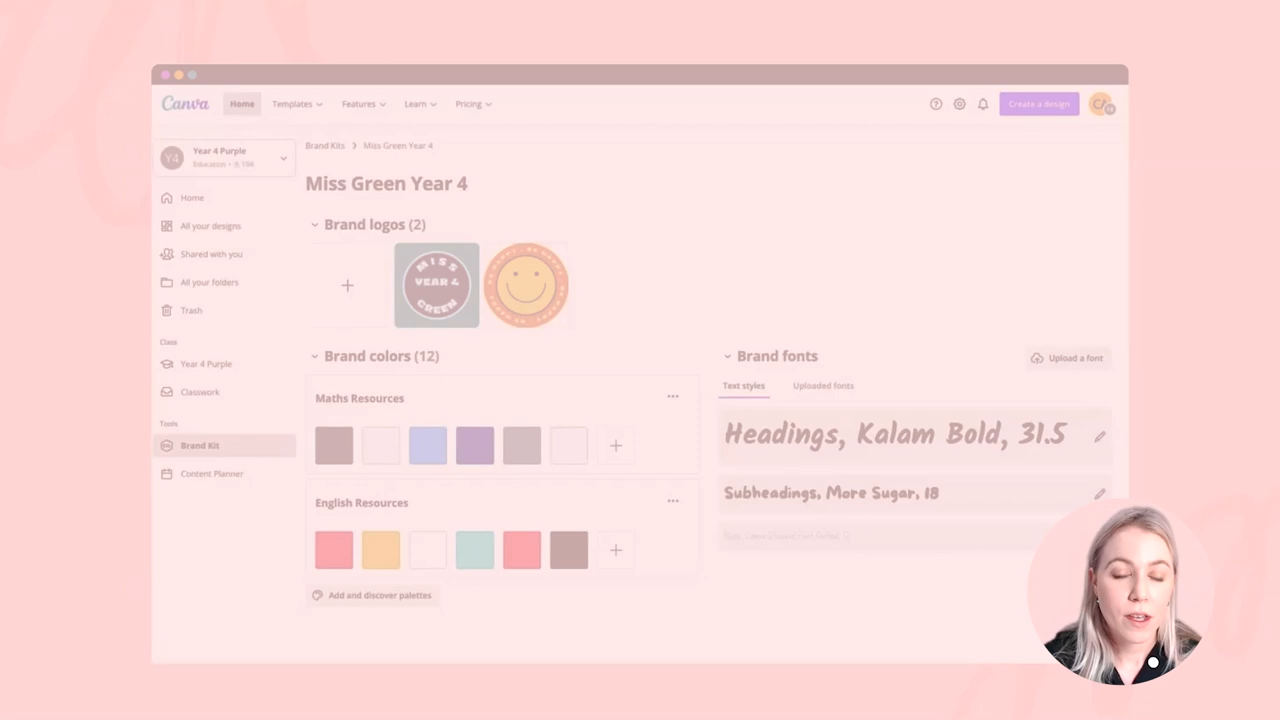 Canva
Home
Templates
Features
Learn
Pricing
Create a design
CA
Y4
Year 4 Purple
Education •
Brand Kits
Miss Green Year 4
Home
All your designs
Shared with you
All your folders
Trash
Class
Year 4 Purple
Classwork
Tools
Brand Kit
Content Planner
Miss Green Year 4
Brand logos (2)
MISS
YEAR 4
GREEN
Brand colors (12)
Maths Resources
English Resources
Add and discover palettes
Brand fonts
Upload a font
Text styles
Uploaded fonts
Headings, Kalam Bold, 31.5
Subheadings, More Sugar, 18